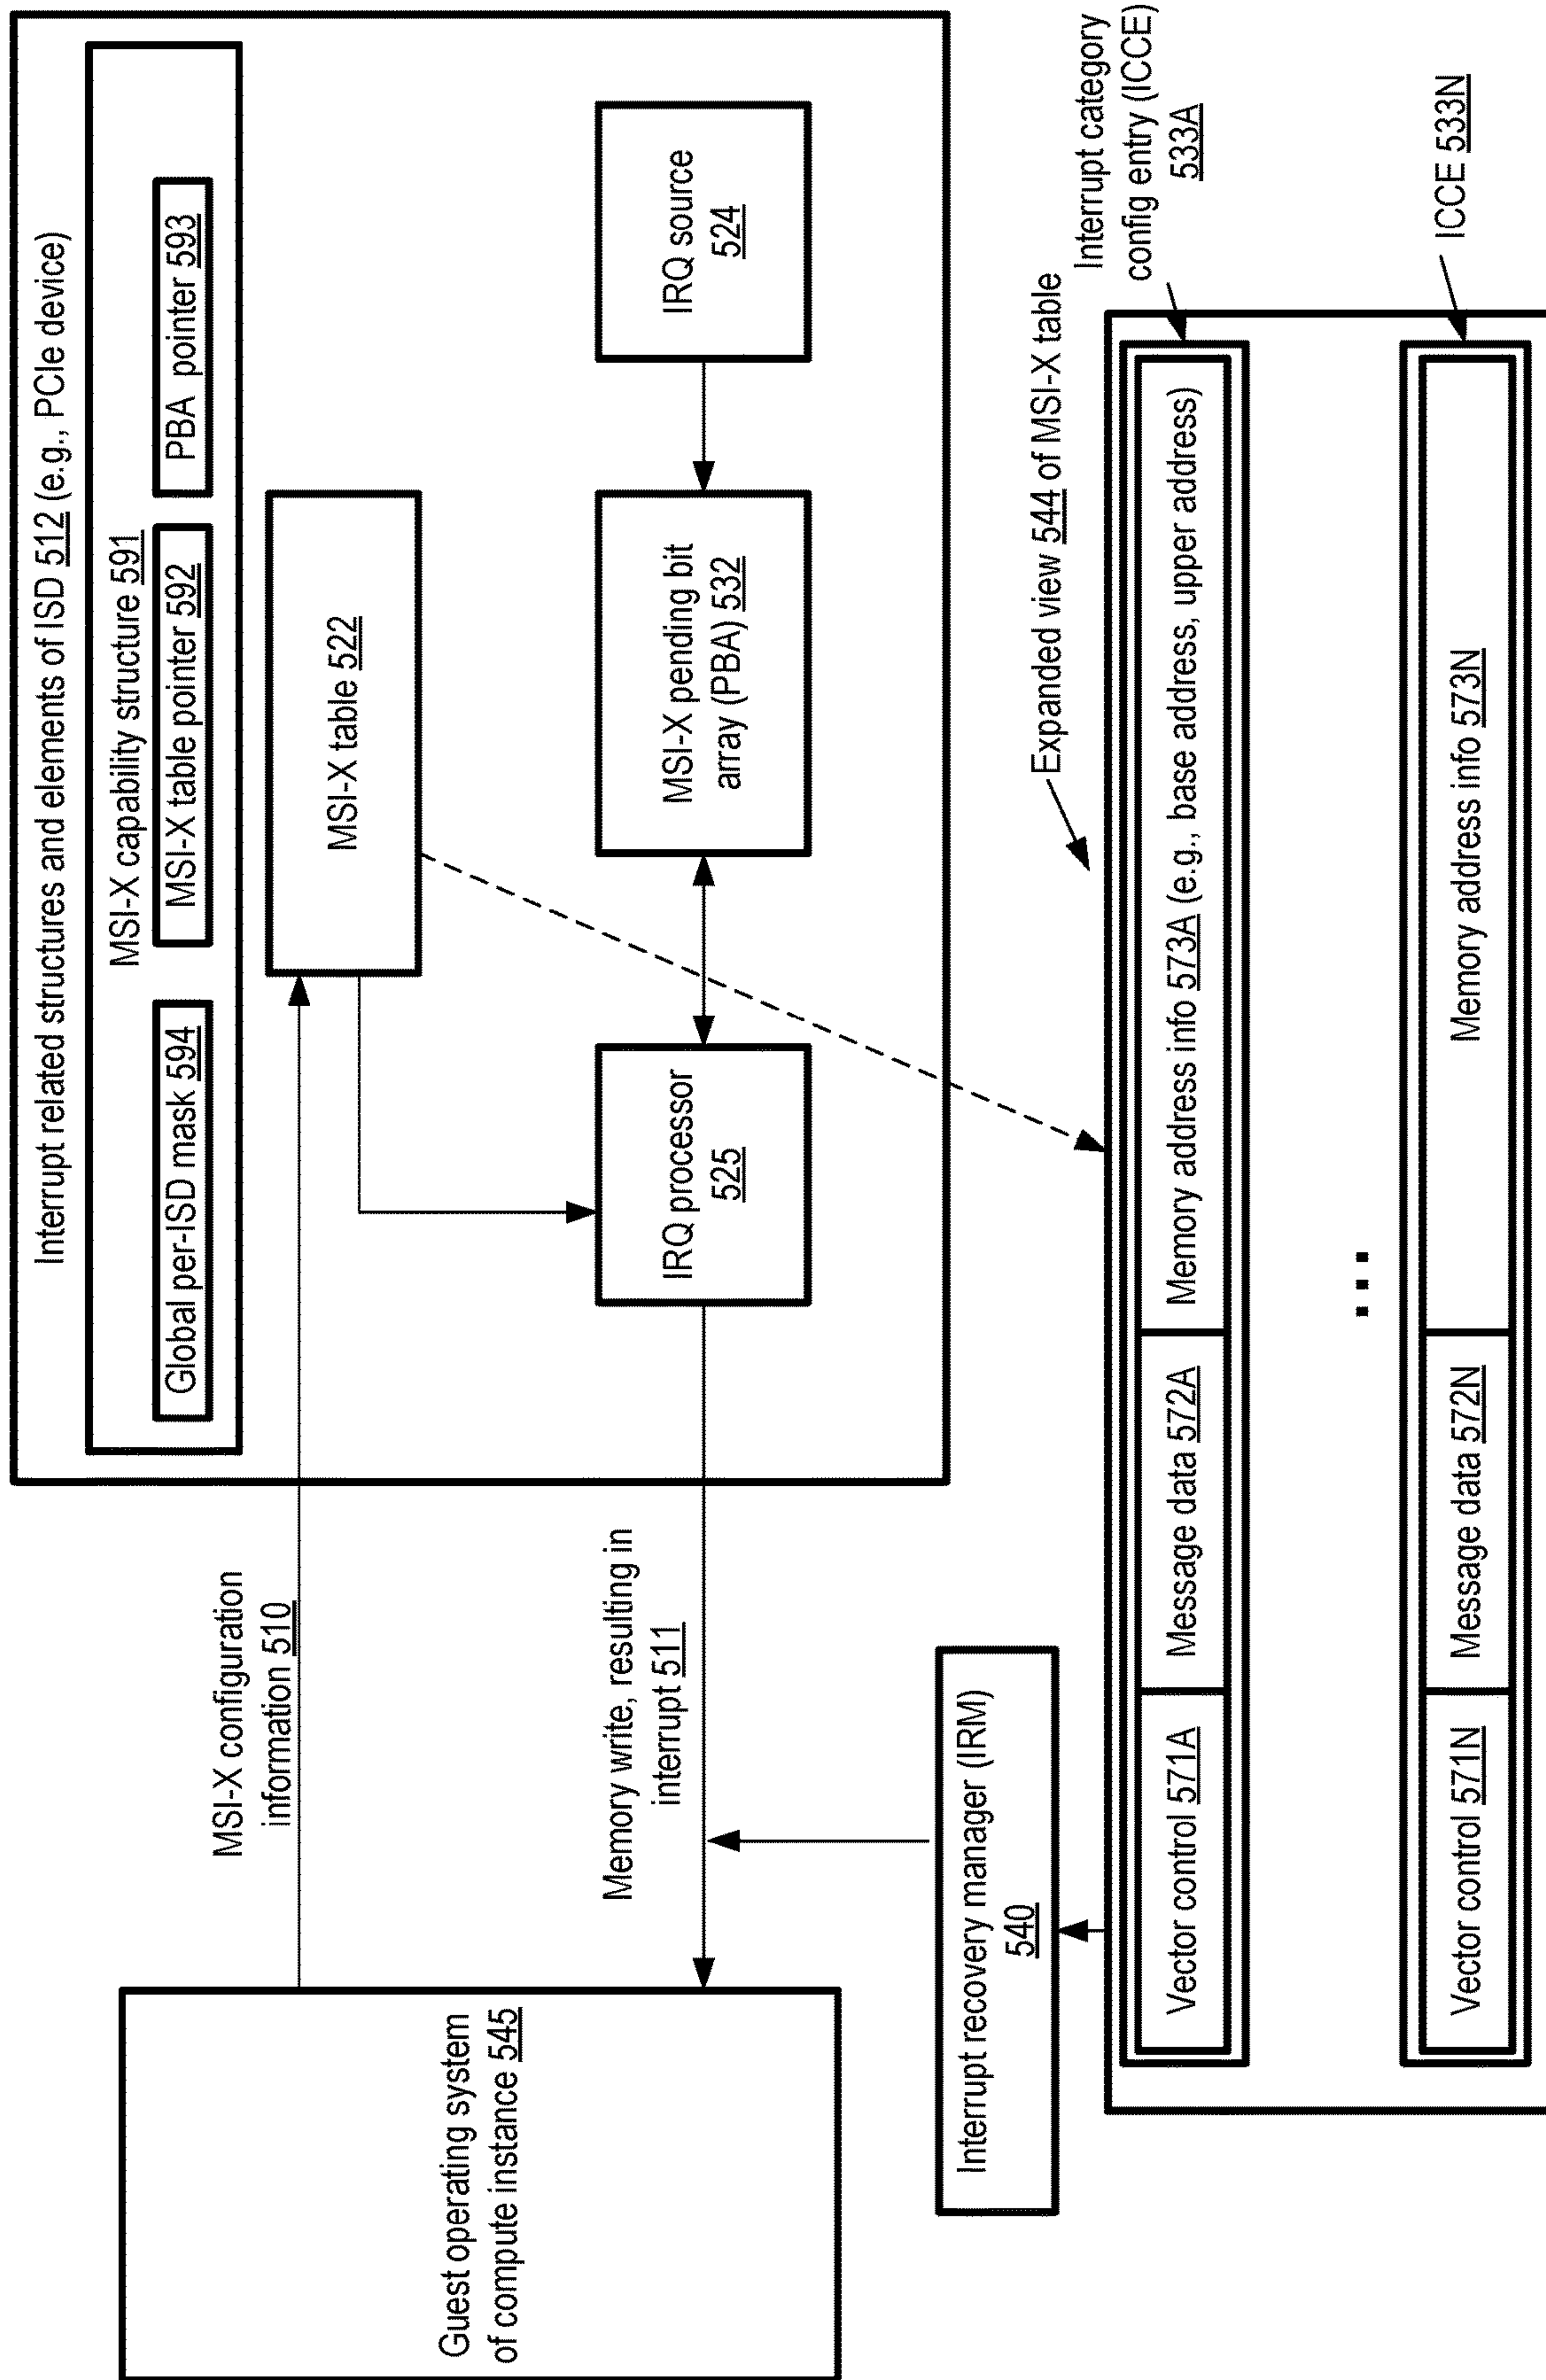 Interrupt related structures and elements of ISD 512 (e.g., PCIe device)
MSI-X capability structure 591
Global per-ISD mask 594
MSI-X table pointer 592
PBA pointer 593
MSI-X table 522
MSI-X configuration
information 510
Guest operating system
of compute instance 545
IRQ processor
525
MSI-X pending bit
array (PBA) 532
IRQ source
524
Memory write, resulting in
interrupt 511
Interrupt recovery manager (IRM)
540
Expanded view 544 of MSI-X table
Interrupt category
config entry (ICCE)
533A
Vector control 571A
Message data 572A
Memory address info 573A (e.g., base address, upper address)
...
ICCE 533N
Vector control 571N
Message data 572N
Memory address info 573N